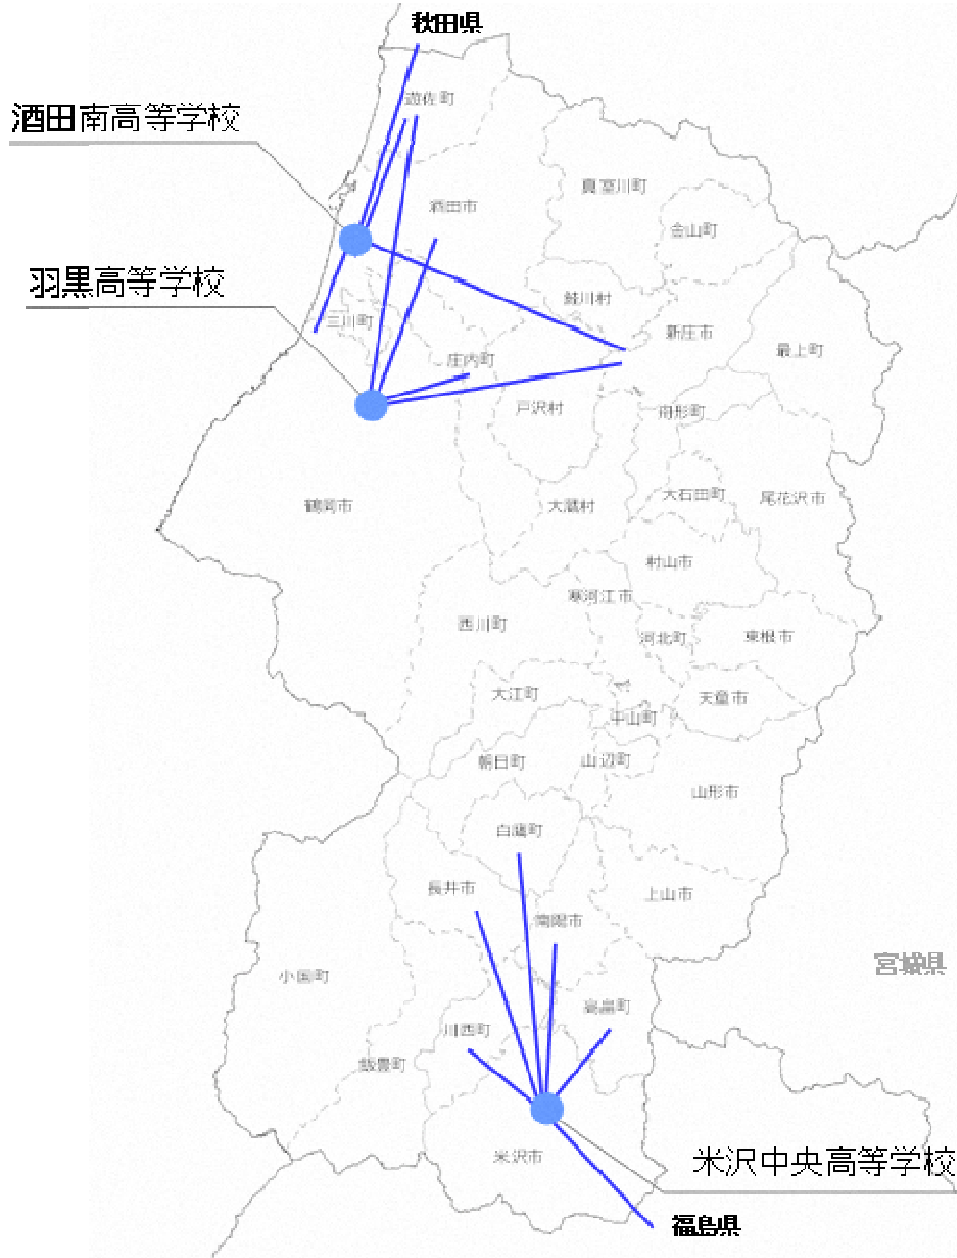 秋田県
遊佐町
酒田南高等学校
真室川町
酒田市
金山町
羽黒高等学校
鮭川村
三川町
新庄市
最上町
庄内町
戸沢村
舟形町
大石田町
尾花沢市
鶴岡市
大蔵村
村山市
寒河江市
西川町
河北町
東根市
大江町
天童市
中山町
朝日町
山辺町
山形市
白鷹町
長井市
上山市
南陽市
宮城県
小国町
高畠町
川西町
飯豊町
米沢市
米沢中央高等学校
福島県